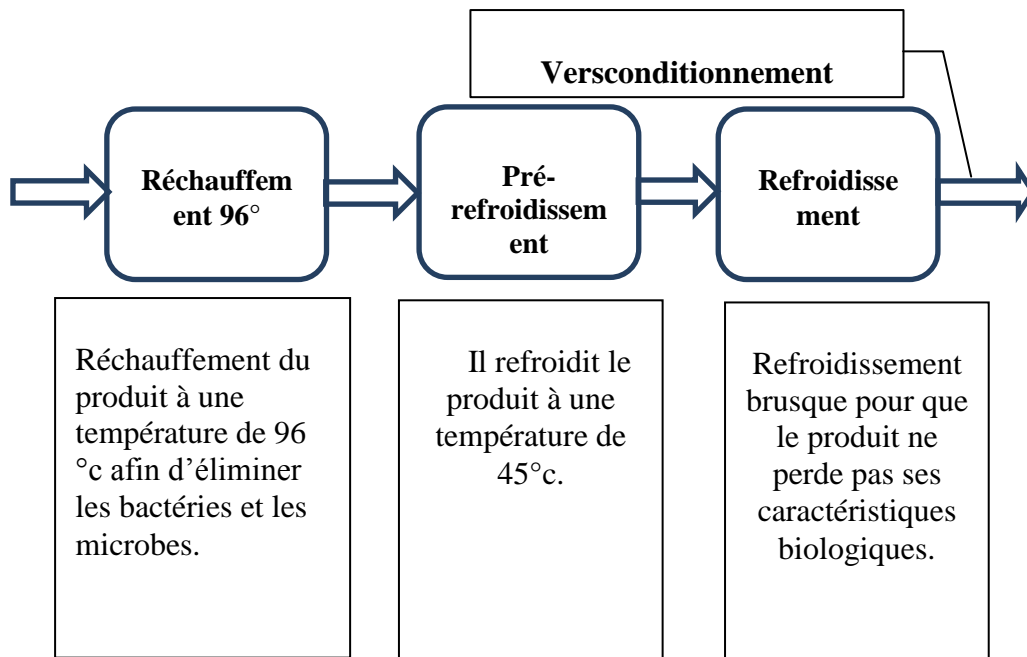 Versconditionnement
Réchauffem
ent 96°
Pré-
refroidissem
ent
Refroidisse
ment
Réchauffement du
produit à une
température de 96
°c afin d’éliminer
les bactéries et les
microbes.
Il refroidit le
produit à une
température de
45°c.
Refroidissement
brusque pour que
le produit ne
perde pas ses
caractéristiques
biologiques.